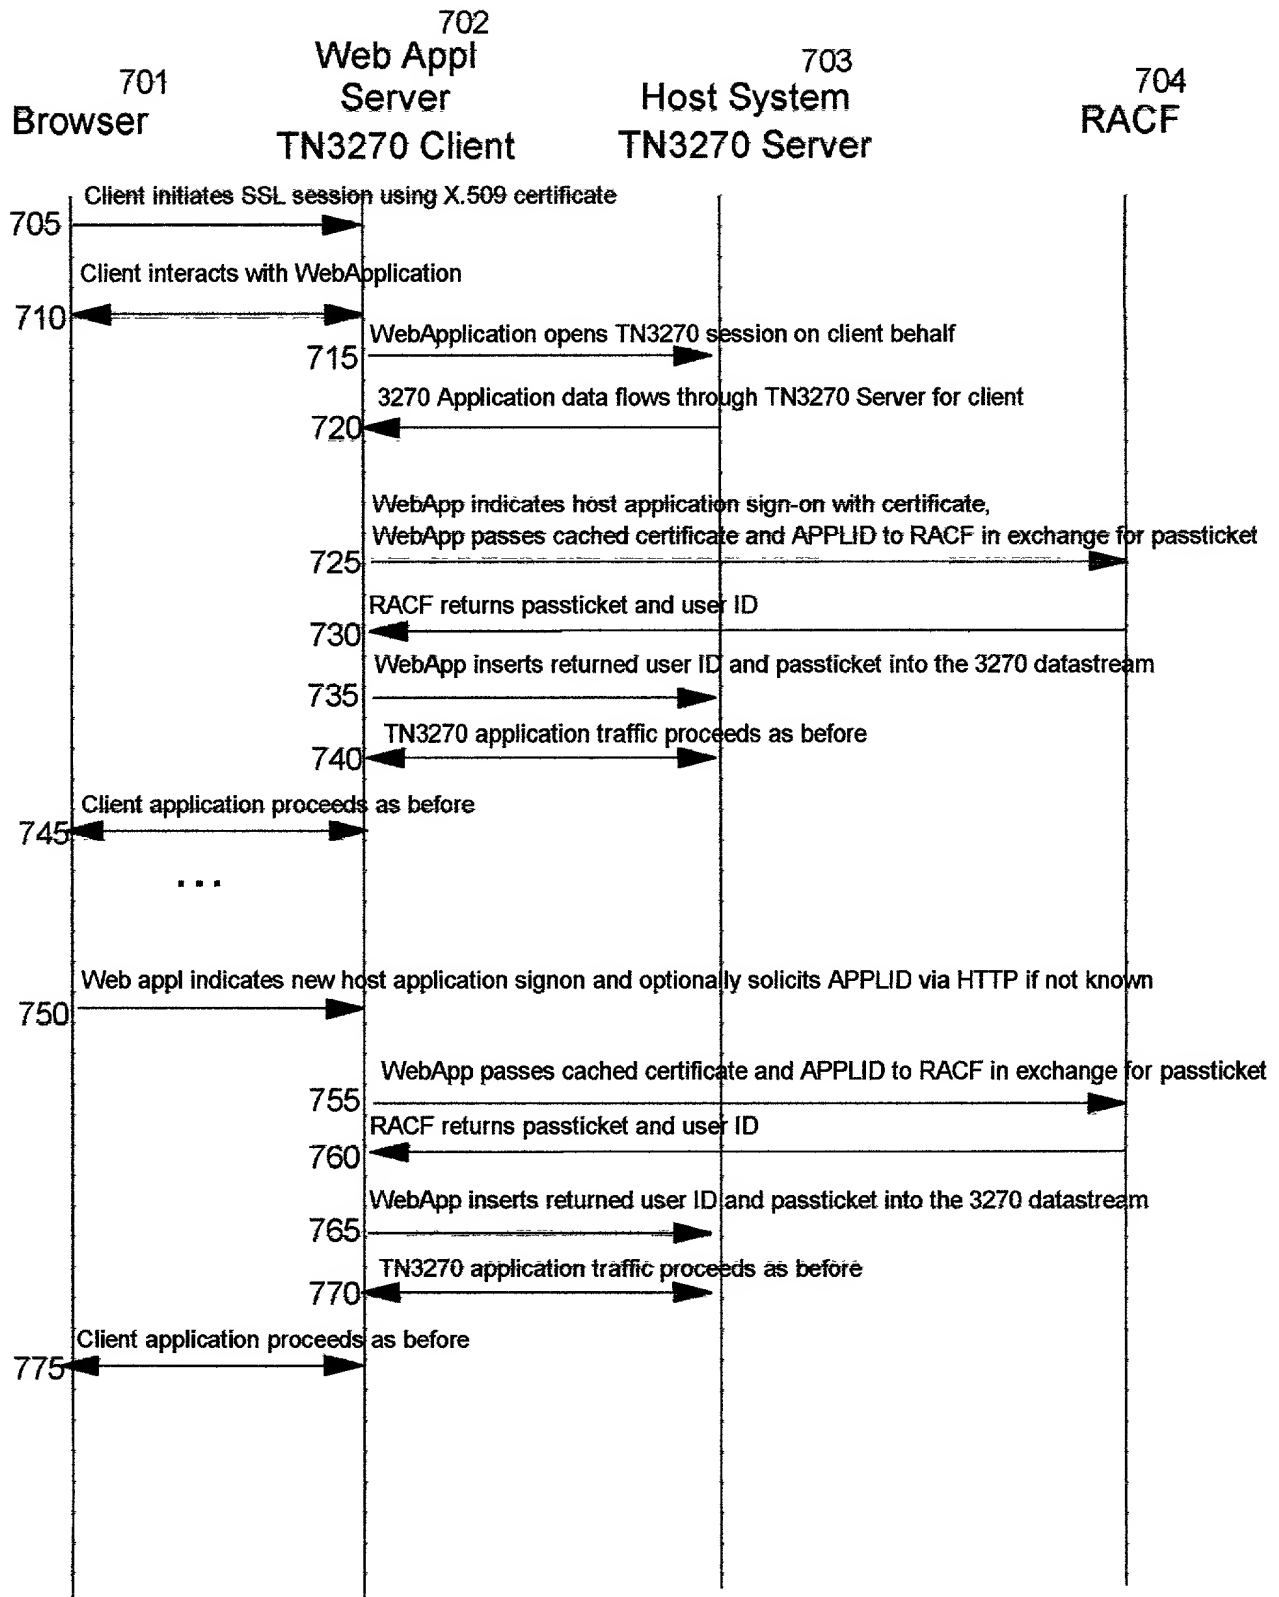 702
Web Appl
701
703
704
Server
Host System
RACF
Browser
TN3270 Client
TN3270 Server
Client initiates SSL session using X.509 certificate
705
Client interacts with WebApplication
710
WebApplication opens TN3270 session on client behalf
715
3270 Application data flows through TN3270 Server for client
720
WebApp indicates host application sign-on with certificate,
WebApp passes cached certificate and APPLID to RACF in exchange for passticket
725
RACF returns passticket and user ID
730
WebApp inserts returned user ID and passticket into the 3270 datastream
735
TN3270 application traffic proceeds as before
740
Client application proceeds as before
745
...
Web appl indicates new host application signon and optionally solicits APPLID via HTTP if not known
750
WebApp passes cached certificate and APPLID to RACF in exchange for passticket
755
RACF returns passticket and user ID
760
WebApp inserts returned user ID and passticket into the 3270 datastream
765
TN3270 application traffic proceeds as before
770
Client application proceeds as before
775